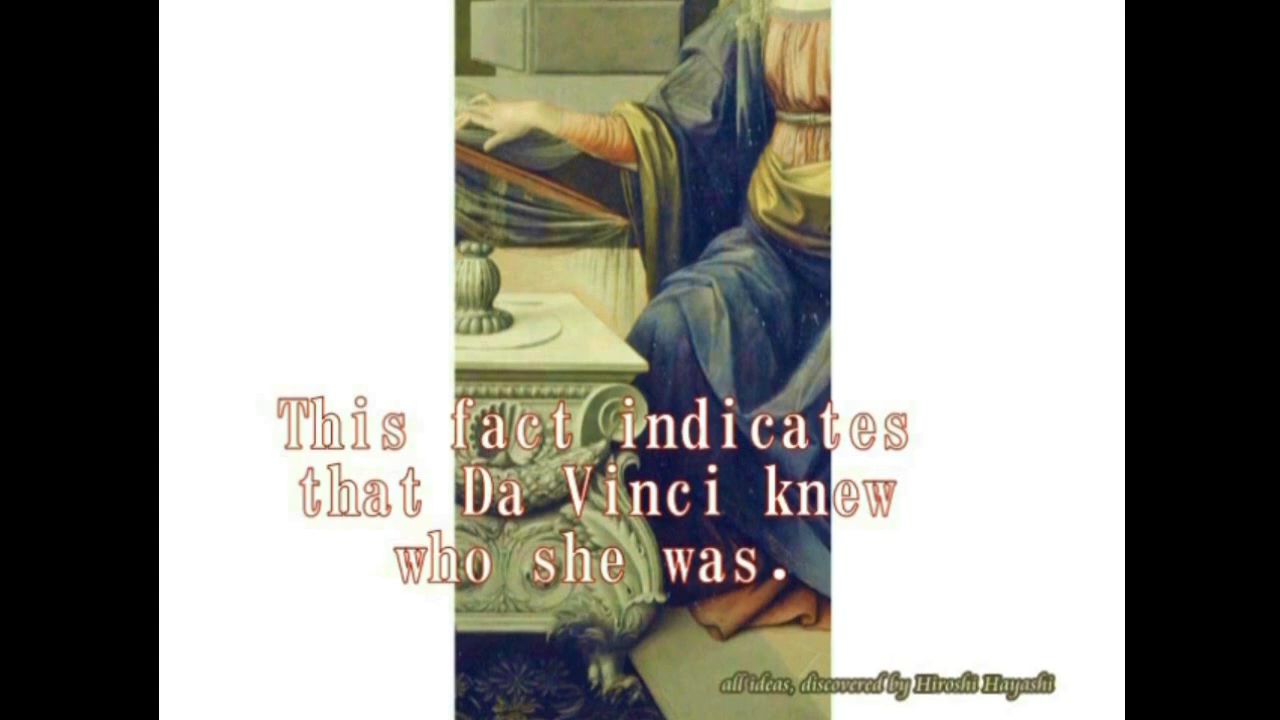 This fact indicates
that Da Vinci knew
who she was.
all ideas, discovered by Hiroshi Hayashi